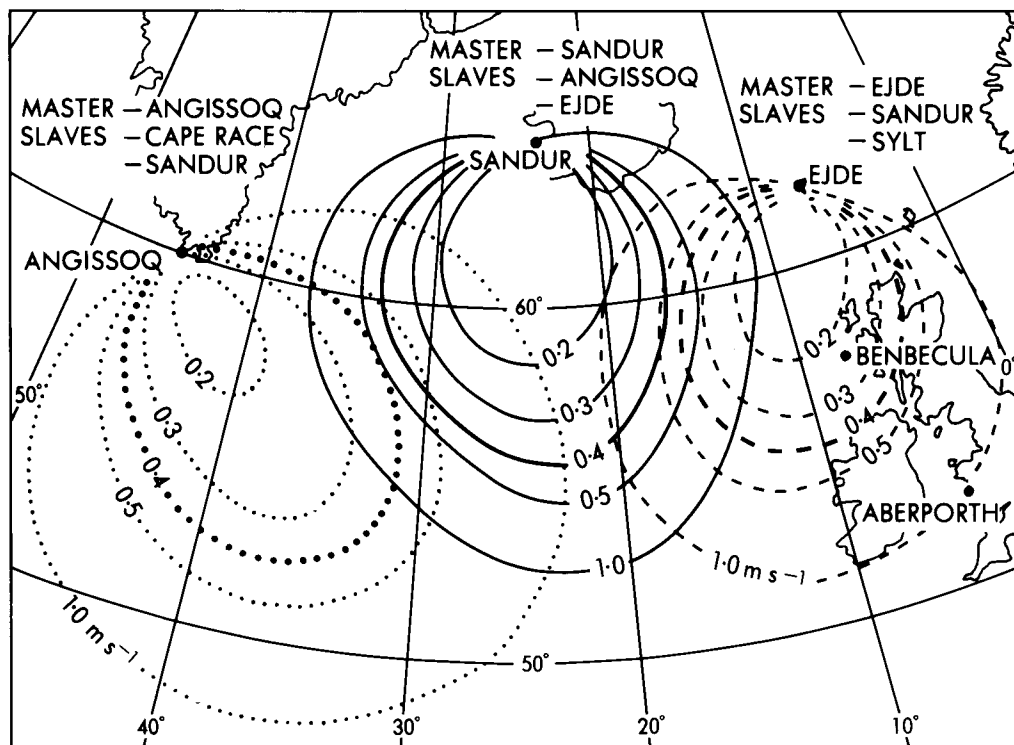 MASTER – SANDUR
SLAVES – ANGISSOQ
– EJDE
MASTER – ANGISSOQ
SLAVES – CAPE RACE
– SANDUR
MASTER – EJDE
SLAVES – SANDUR
– SYLT
SANDUR
EJDE
ANGISSOQ
60°
0·2
0·2
0·2
BENBECULA
0°
50°
0·3
0·3
0·3
0·4
0·4
0·4
0·5
0·5
0·5
ABERPORTH
1·0
1·0 m s⁻¹
1·0 m s⁻¹
50°
40°
30°
20°
10°